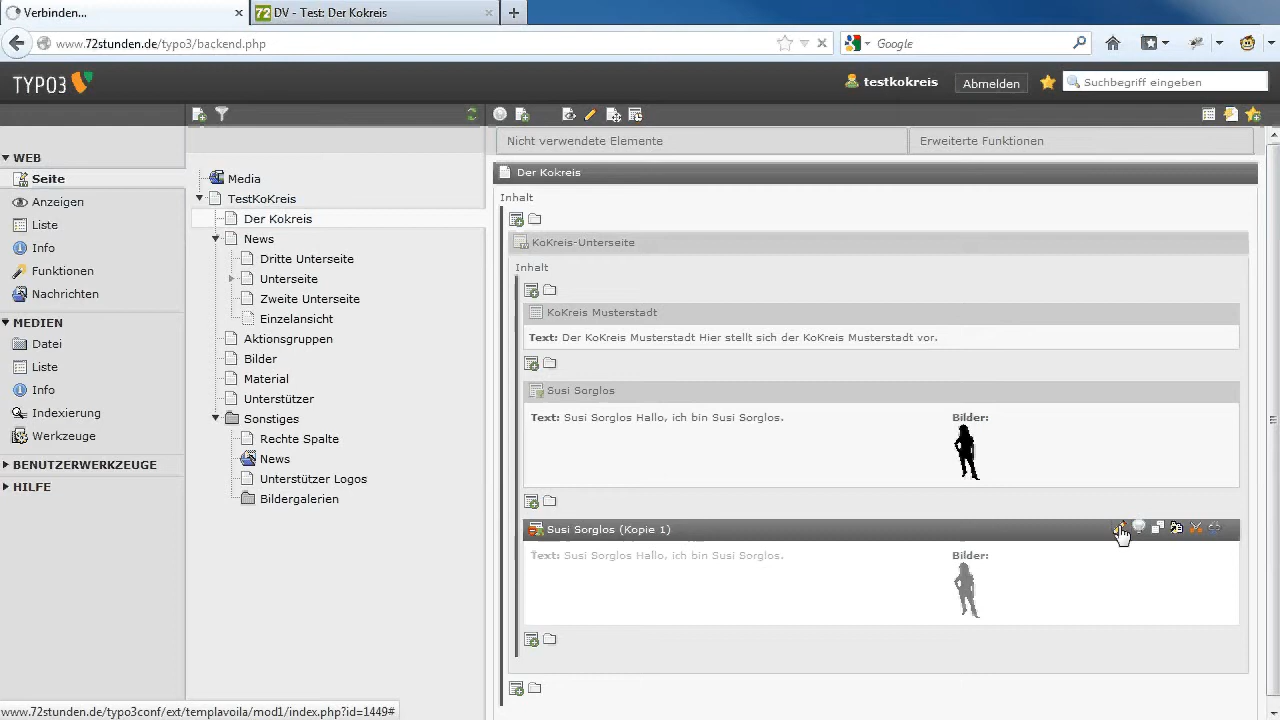 Verbinden...
72 DV - Test: Der Kokreis
www.72stunden.de/typo3/backend.php
Google
TYPO3
testkokreis
Abmelden
Suchbegriff eingeben
WEB
Seite
Anzeigen
Liste
Info
Funktionen
Nachrichten
MEDIEN
Datei
Liste
Info
Indexierung
Werkzeuge
BENUTZERWERKZEUGE
HILFE
Media
TestKoKreis
Der Kokreis
News
Dritte Unterseite
Unterseite
Zweite Unterseite
Einzelansicht
Aktionsgruppen
Bilder
Material
Unterstützer
Sonstiges
Rechte Spalte
News
Unterstützer Logos
Bildergalerien
Nicht verwendete Elemente
Erweiterte Funktionen
Der Kokreis
Inhalt
KoKreis-Unterseite
Inhalt
KoKreis Musterstadt
Text: Der KoKreis Musterstadt Hier stellt sich der KoKreis Musterstadt vor.
Susi Sorglos
Text: Susi Sorglos Hallo, ich bin Susi Sorglos.
Bilder:
Susi Sorglos (Kopie 1)
Text: Susi Sorglos Hallo, ich bin Susi Sorglos.
Bilder:
www.72stunden.de/typo3conf/ext/templavoila/mod1/index.php?id=1449#